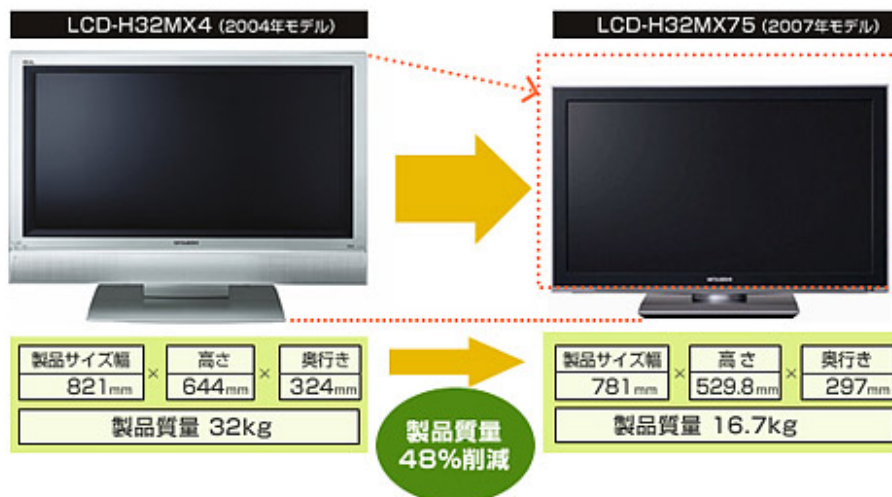 LCD-H32MX4 (2004年モデル)
LCD-H32MX75 (2007年モデル)
MITSUBISHI
MITSUBISHI
製品サイズ幅 × 高さ × 奥行き
821mm 644mm 324mm
製品質量 32kg
製品質量
48%削減
製品サイズ幅 × 高さ × 奥行き
781mm 529.8mm 297mm
製品質量 16.7kg